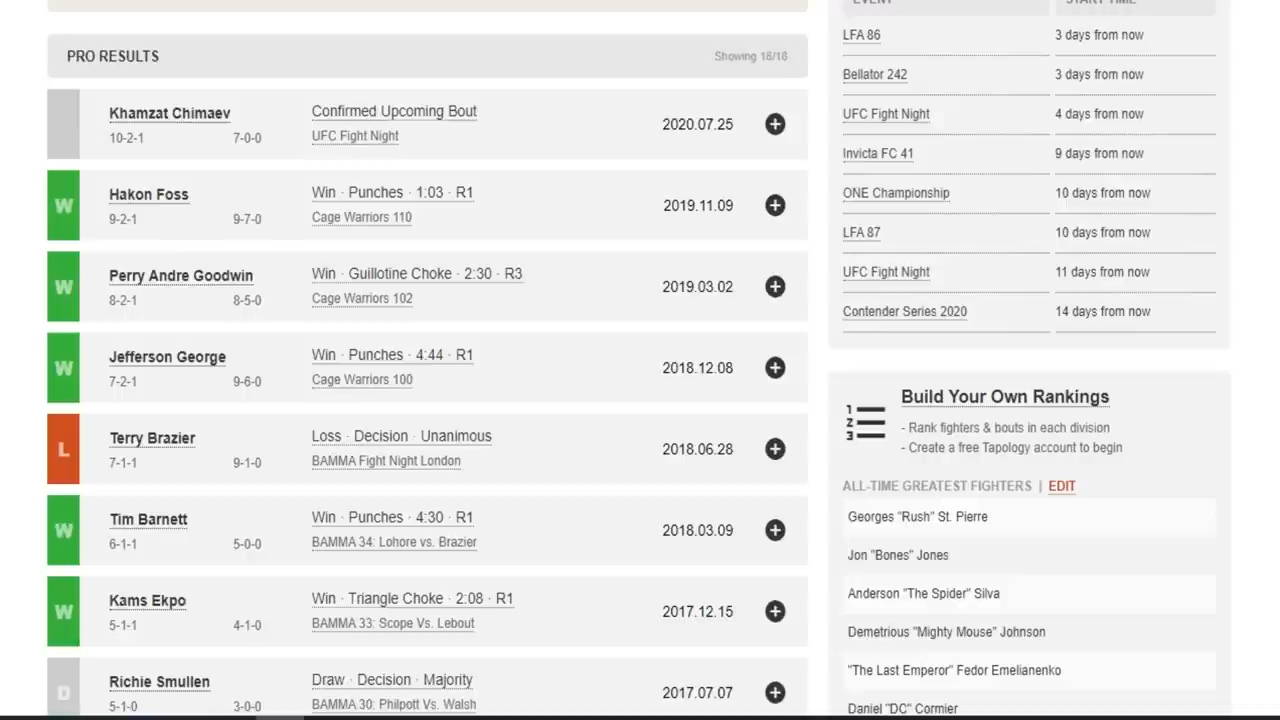 EVENT START TIME
PRO RESULTS Showing 18/18
Khamzat Chimaev Confirmed Upcoming Bout 2020.07.25
10-2-1 7-0-0 UFC Fight Night
W Hakon Foss Win · Punches · 1:03 · R1 2019.11.09
9-2-1 9-7-0 Cage Warriors 110
W Perry Andre Goodwin Win · Guillotine Choke · 2:30 · R3 2019.03.02
8-2-1 8-5-0 Cage Warriors 102
W Jefferson George Win · Punches · 4:44 · R1 2018.12.08
7-2-1 9-6-0 Cage Warriors 100
L Terry Brazier Loss · Decision · Unanimous 2018.06.28
7-1-1 9-1-0 BAMMA Fight Night London
W Tim Barnett Win · Punches · 4:30 · R1 2018.03.09
6-1-1 5-0-0 BAMMA 34: Lohore vs. Brazier
W Kams Ekpo Win · Triangle Choke · 2:08 · R1 2017.12.15
5-1-1 4-1-0 BAMMA 33: Scope Vs. Lebout
D Richie Smullen Draw · Decision · Majority 2017.07.07
5-1-0 3-0-0 BAMMA 30: Philpott Vs. Walsh
LFA 86 3 days from now
Bellator 242 3 days from now
UFC Fight Night 4 days from now
Invicta FC 41 9 days from now
ONE Championship 10 days from now
LFA 87 10 days from now
UFC Fight Night 11 days from now
Contender Series 2020 14 days from now
1
2
3
Build Your Own Rankings
- Rank fighters & bouts in each division
- Create a free Tapology account to begin
ALL-TIME GREATEST FIGHTERS | EDIT
Georges "Rush" St. Pierre
Jon "Bones" Jones
Anderson "The Spider" Silva
Demetrious "Mighty Mouse" Johnson
"The Last Emperor" Fedor Emelianenko
Daniel "DC" Cormier